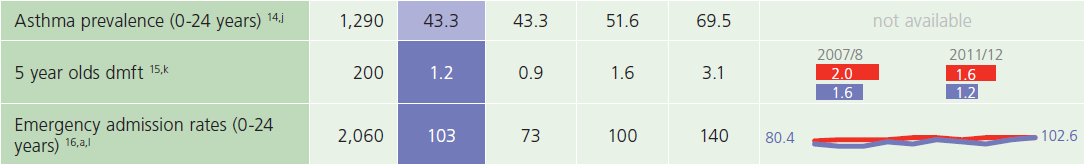 Asthma prevalence (0-24 years) 14,j 1,290 43.3 43.3 51.6 69.5 not available
2007/8 2011/12
5 year olds dmft 15,k 200 1.2 0.9 1.6 3.1 2.0 1.6
1.6 1.2
Emergency admission rates (0-24
years) 16,a,l 2,060 103 73 100 140 80.4 102.6